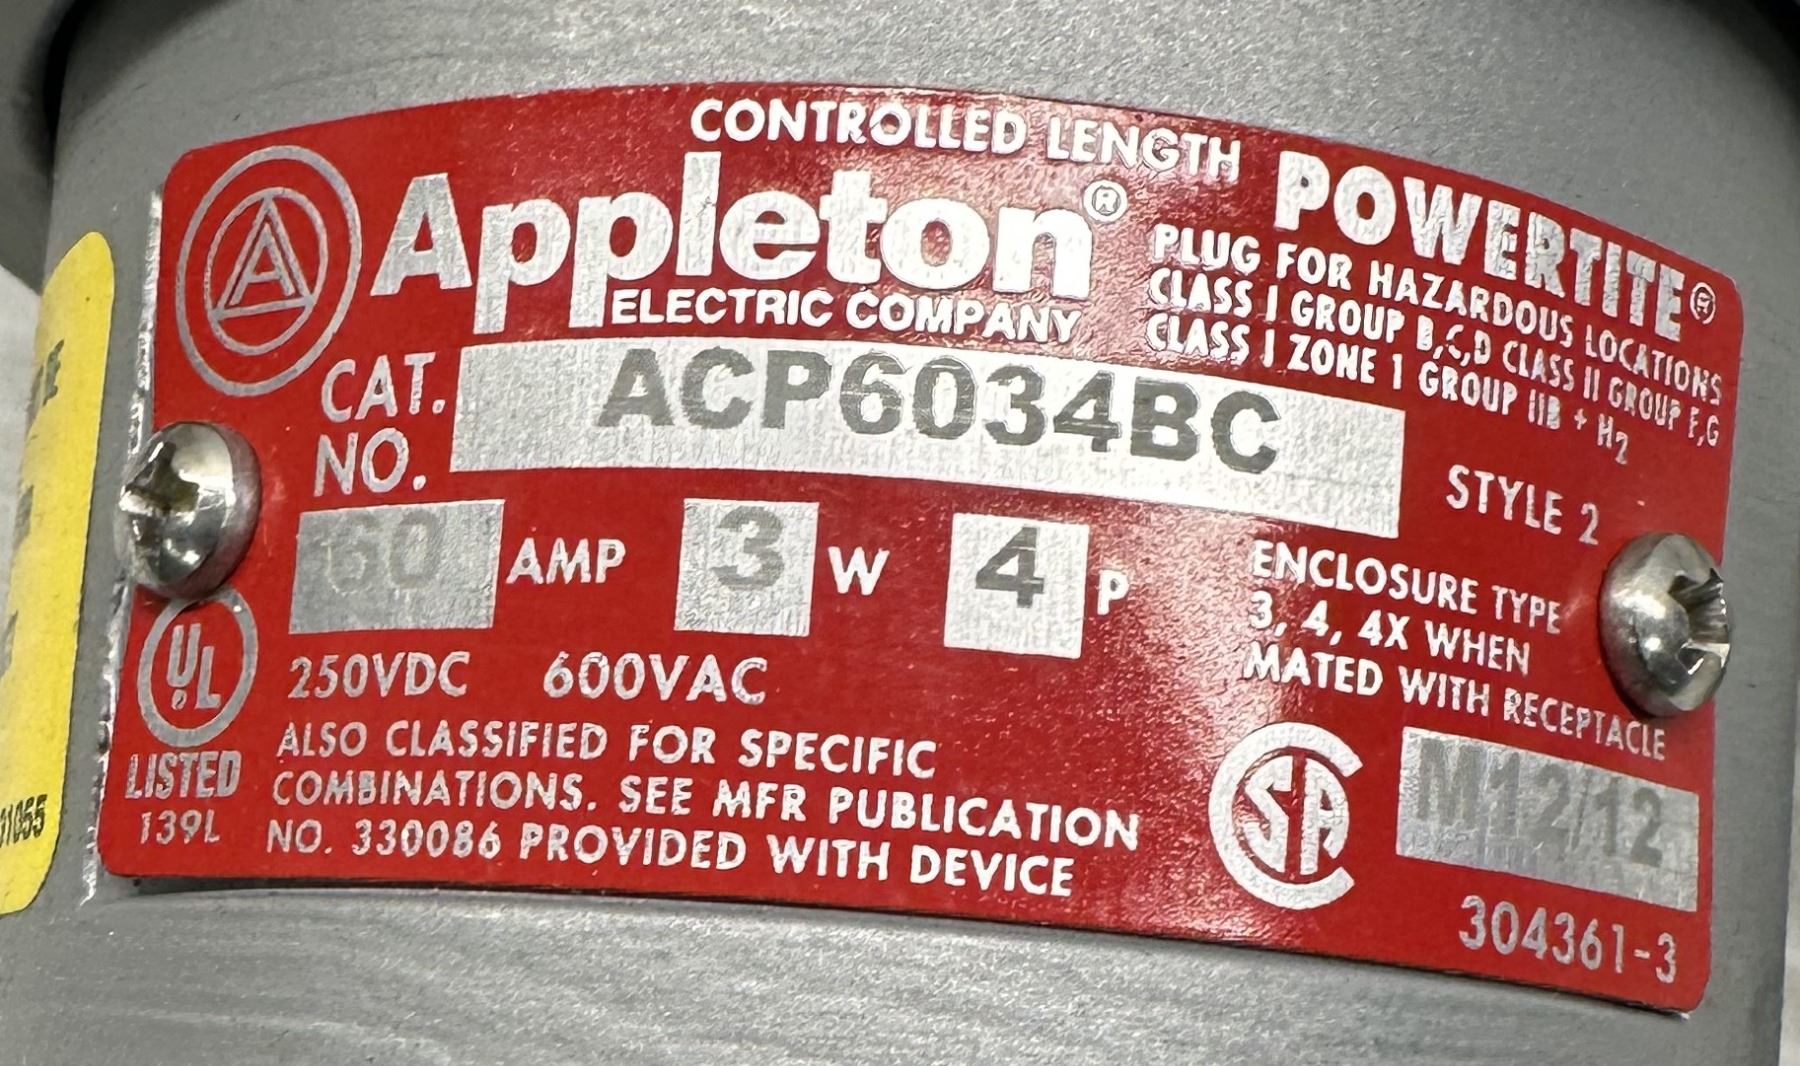 CONTROLLED LENGTH POWERTITE®
Appleton®
ELECTRIC COMPANY
PLUG FOR HAZARDOUS LOCATIONS
CLASS I GROUP B,C,D CLASS II GROUP F,G
CLASS I ZONE 1 GROUP IIB + H2
CAT. NO. ACP6034BC
STYLE 2
60 AMP 3 W 4 P
ENCLOSURE TYPE
3, 4, 4X WHEN
MATED WITH RECEPTACLE
UL
LISTED
139L
250VDC 600VAC
ALSO CLASSIFIED FOR SPECIFIC
COMBINATIONS. SEE MFR PUBLICATION
NO. 330086 PROVIDED WITH DEVICE
SA
M12/12
304361-3